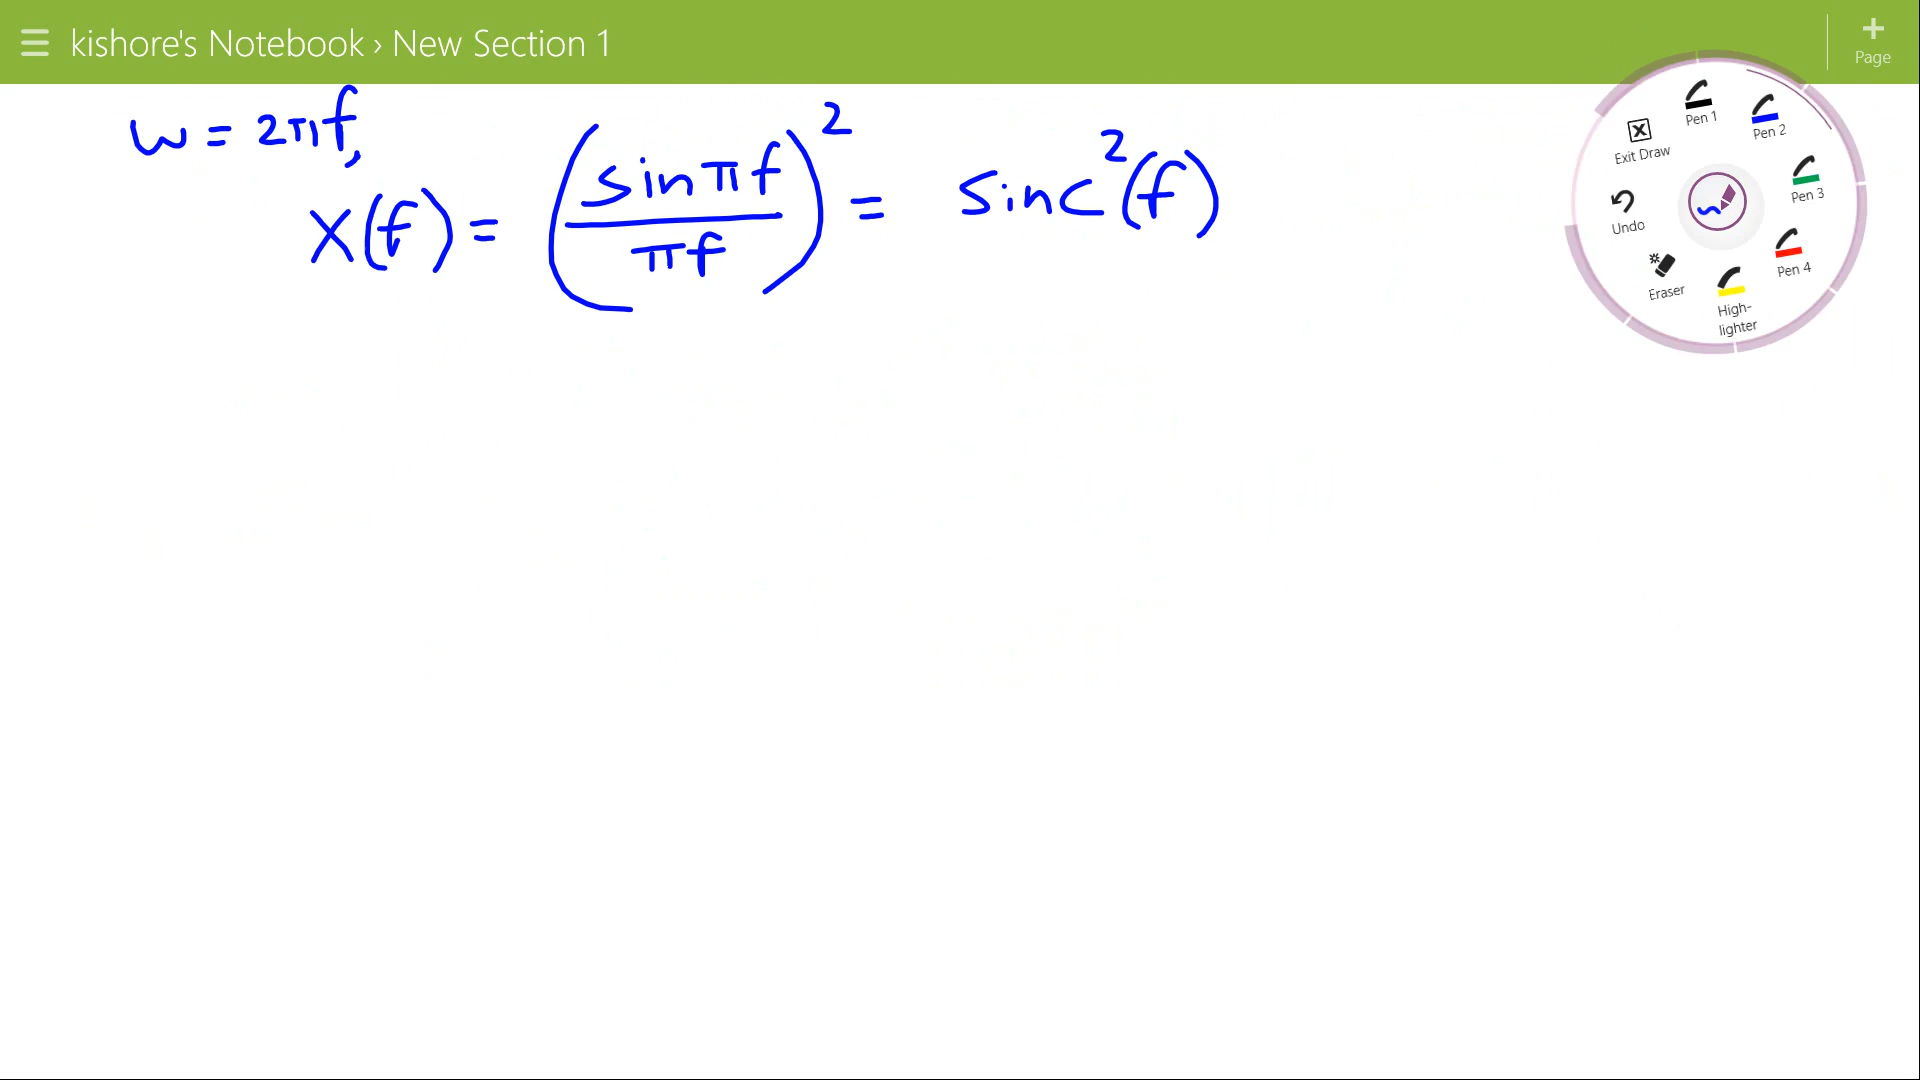 kishore's Notebook › New Section 1
Page
w = 2πf,
X(f) = (sinπf / πf)² = sinc²(f)
Pen 1
Pen 2
Pen 3
Pen 4
High-
lighter
Eraser
Undo
Exit Draw